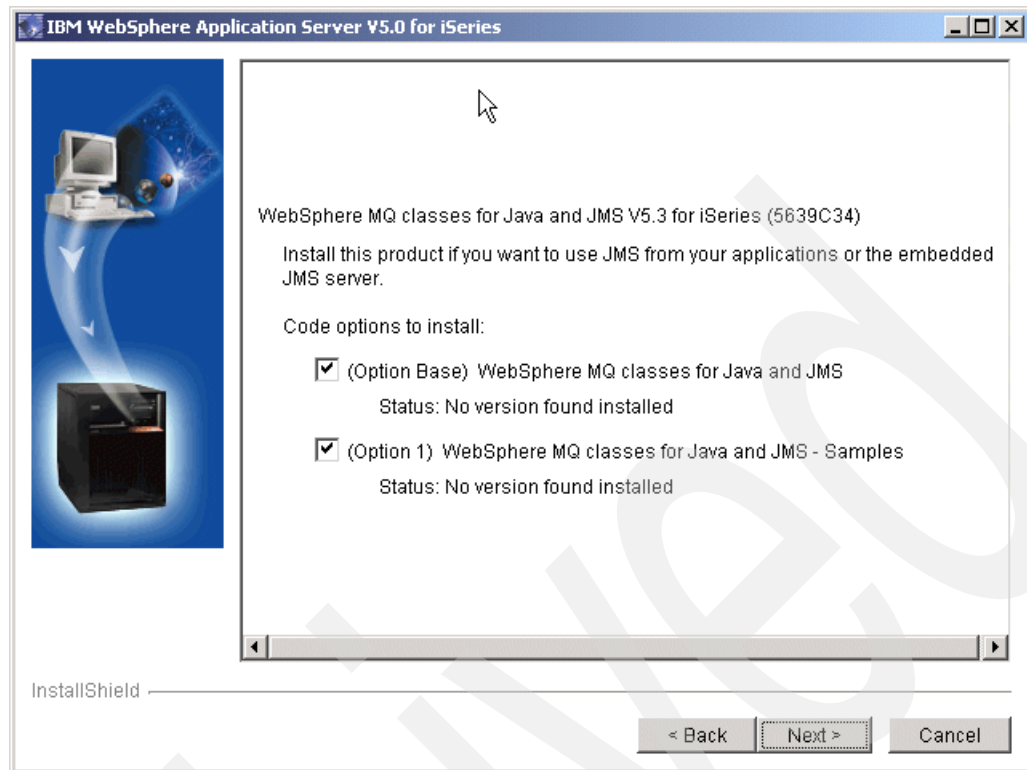 IBM WebSphere Application Server V5.0 for iSeries
WebSphere MQ classes for Java and JMS V5.3 for iSeries (5639C34)
Install this product if you want to use JMS from your applications or the embedded
JMS server.
Code options to install:
(Option Base) WebSphere MQ classes for Java and JMS
Status: No version found installed
(Option 1) WebSphere MQ classes for Java and JMS - Samples
Status: No version found installed
InstallShield
< Back
Next >
Cancel